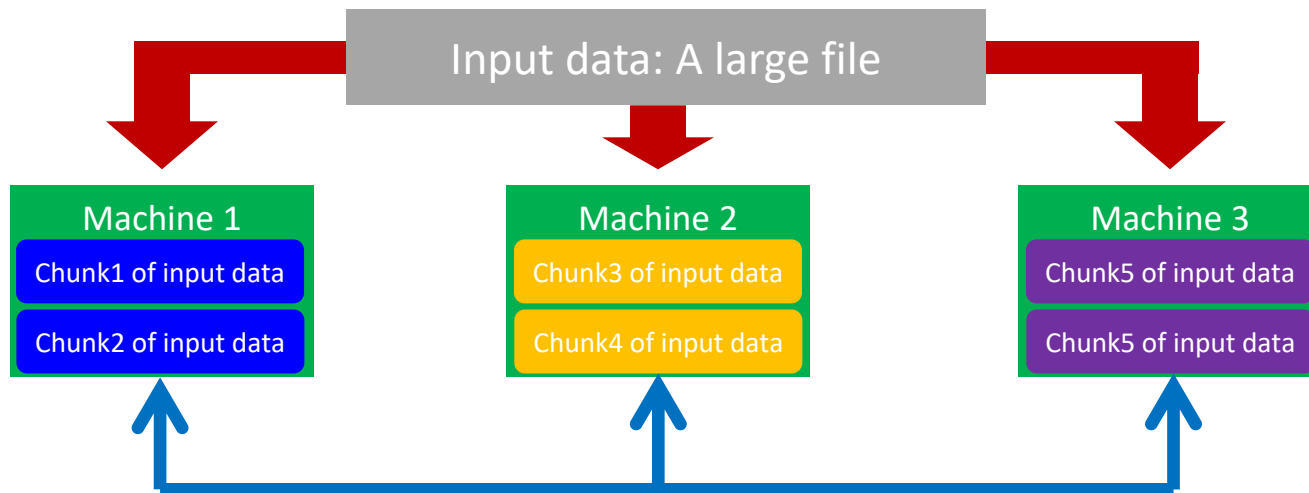 Input data: A large file
Machine 1
Chunk1 of input data
Chunk2 of input data
Machine 2
Chunk3 of input data
Chunk4 of input data
Machine 3
Chunk5 of input data
Chunk5 of input data